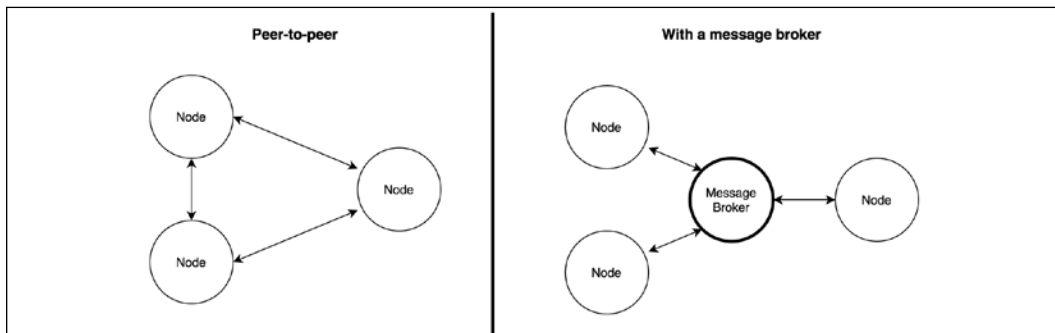 Peer-to-peer
Node
Node
Node
With a message broker
Node
Message
Broker
Node
Node